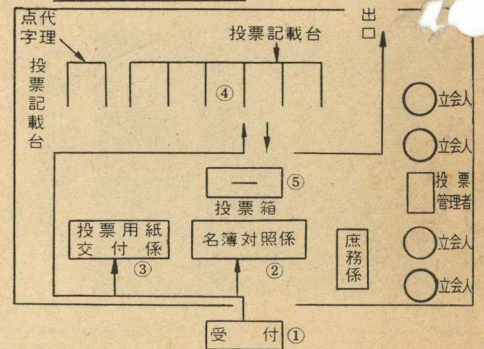 点代
字理
投票記載台
投票記載台
出口
④
立会人
立会人
投票
管理者
立会人
立会人
⑤
投票箱
投票用紙
交付係
③
名簿対照係
②
庶務係
受付
①